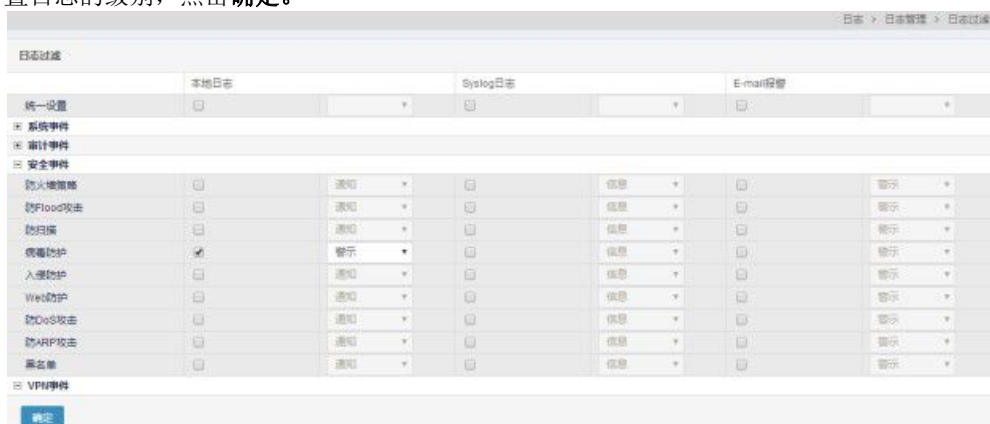 置日志的级别，点击确定。
日志 > 日志管理 > 日志过滤
日志过滤
本地日志 Syslog日志 E-mail报警
统一设置
系统事件
审计事件
安全事件
防火墙策略 通知 信息 警示
防Flood攻击 通知 信息 警示
防扫描 通知 信息 警示
病毒防护 警示 信息 警示
入侵防护 通知 信息 警示
Web防护 通知 信息 警示
防DoS攻击 通知 信息 警示
防ARP攻击 通知 信息 警示
黑名单 通知 信息 警示
VPN事件
确定